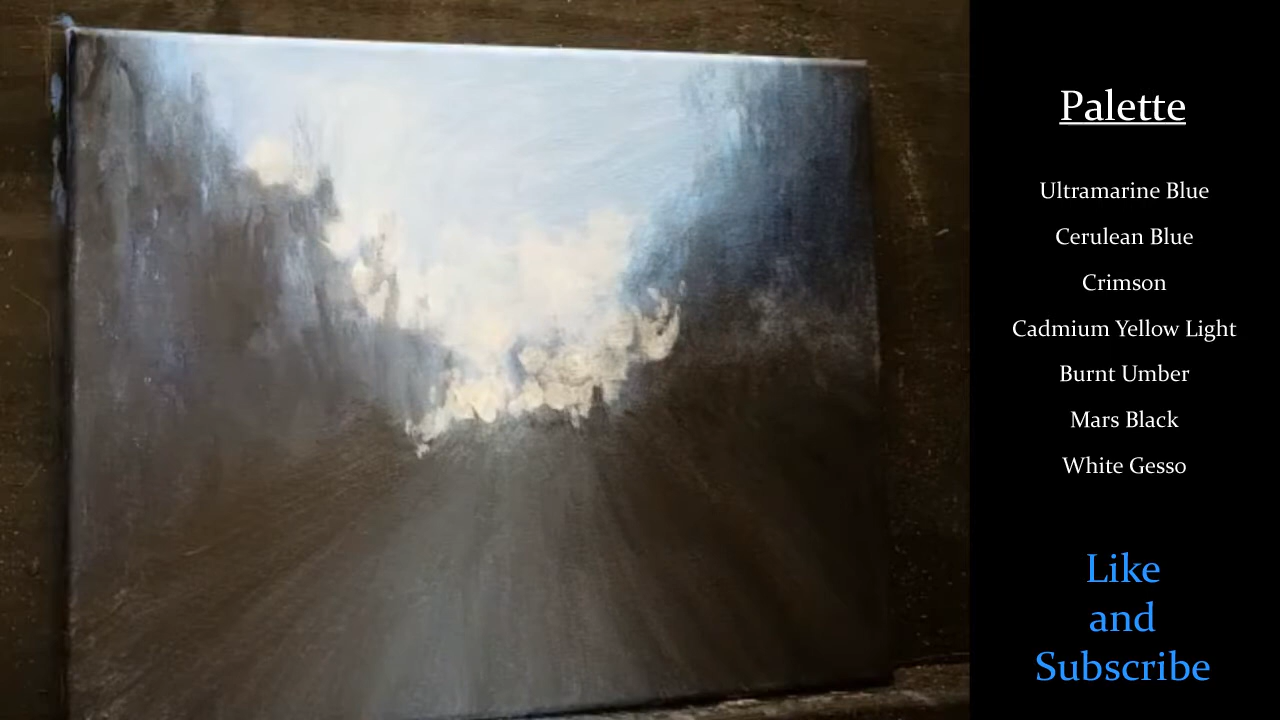 Palette
Ultramarine Blue
Cerulean Blue
Crimson
Cadmium Yellow Light
Burnt Umber
Mars Black
White Gesso
Like
and
Subscribe